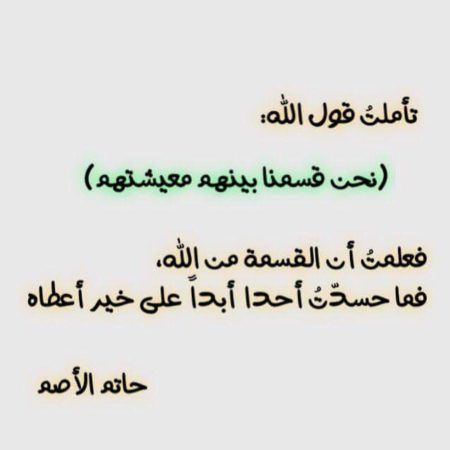 تأملتُ قول الله:
(نحن قسمنا بينهم معيشتهم)
فعلمتُ أن القسمة من الله،
فما حسدّتُ أحدا أبداً على خير أعطاه
حاتم الأصم